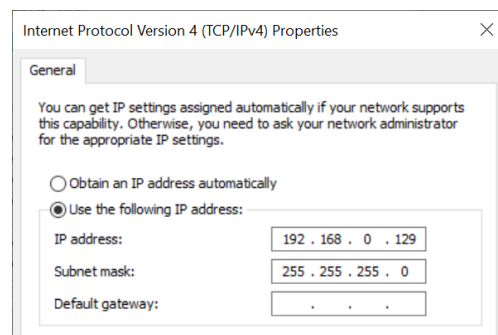 Internet Protocol Version 4 (TCP/IPv4) Properties
General
You can get IP settings assigned automatically if your network supports
this capability. Otherwise, you need to ask your network administrator
for the appropriate IP settings.
Obtain an IP address automatically
Use the following IP address:
IP address: 192 . 168 . 0 . 129
Subnet mask: 255 . 255 . 255 . 0
Default gateway: . . .